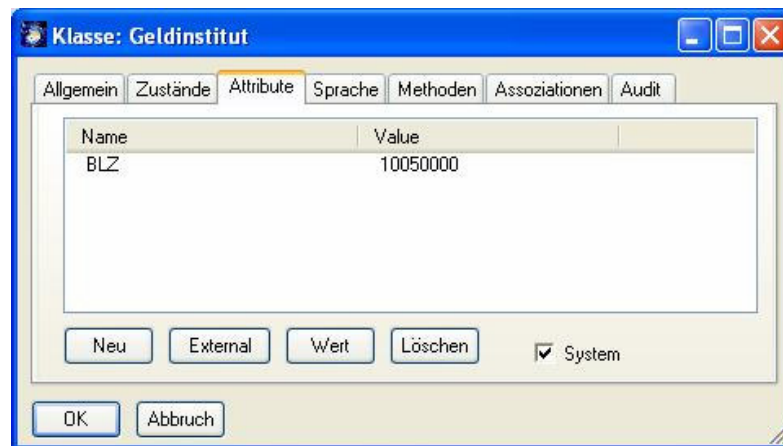 Klasse: Geldinstitut
Allgemein Zustände Attribute Sprache Methoden Assoziationen Audit
Name Value
BLZ 10050000
Neu External Wert Löschen System
OK Abbruch